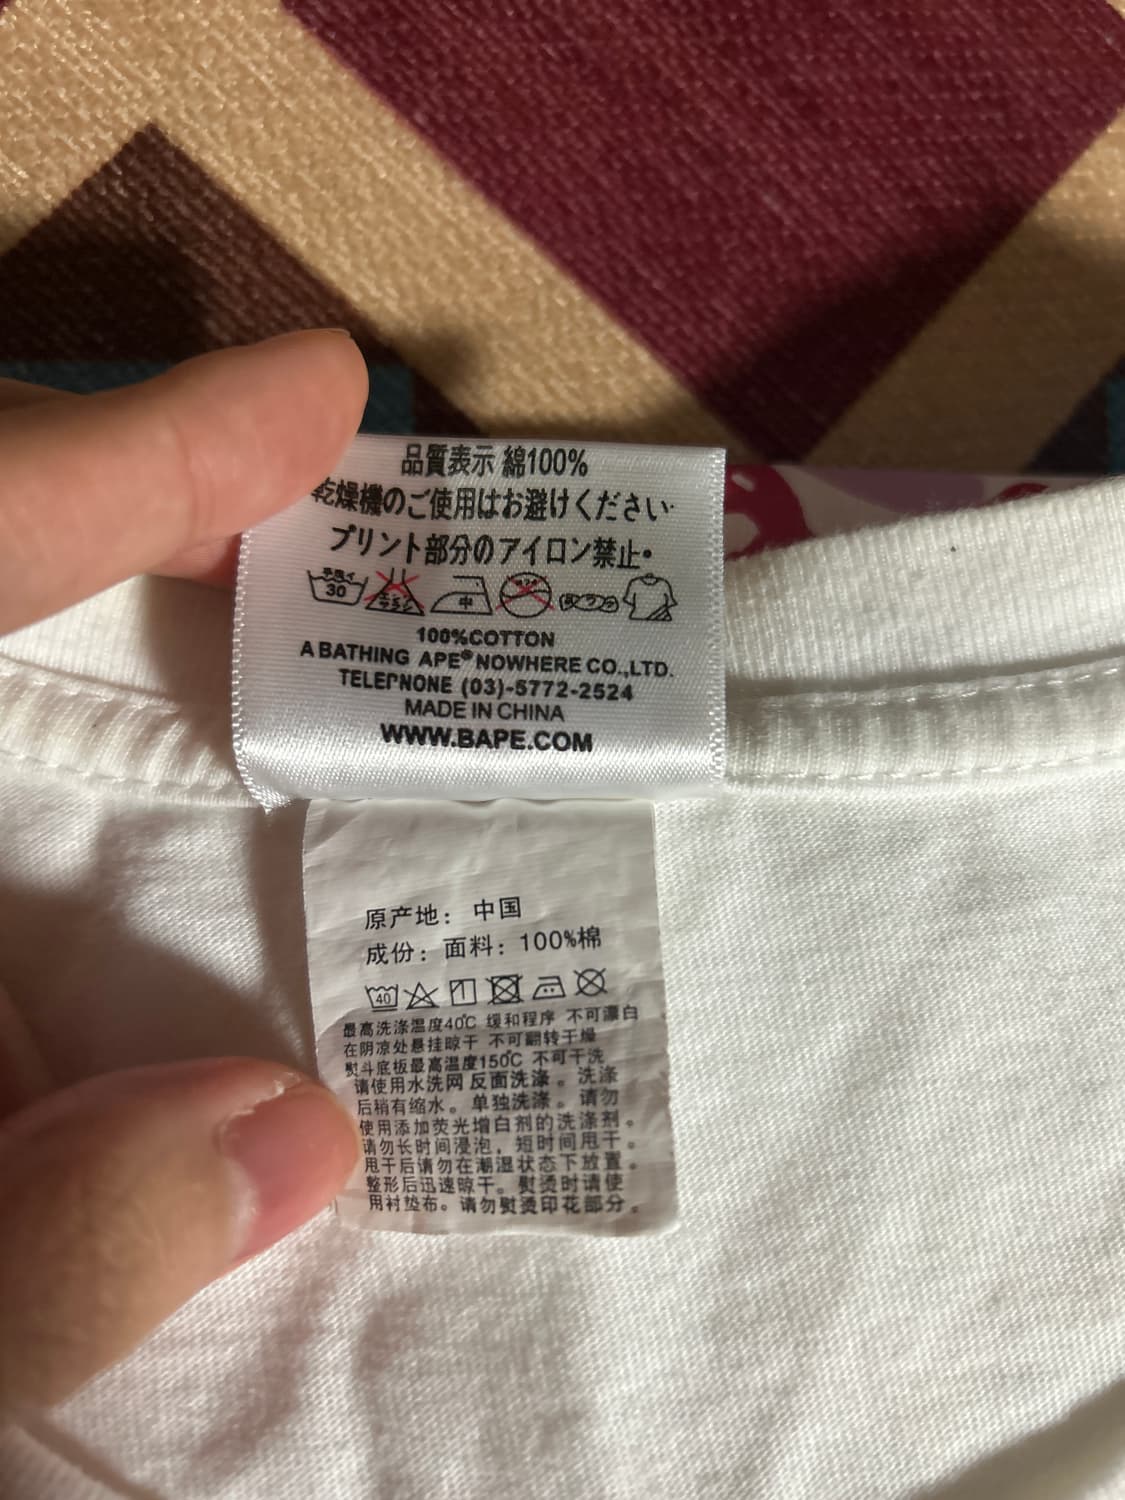 品質表示 綿100%
乾燥機のご使用はお避けください
プリント部分のアイロン禁止•
手洗イ
30
エンソ
中
100%COTTON
A BATHING APE® NOWHERE CO.,LTD.
TELEPNONE (03)-5772-2524
MADE IN CHINA
WWW.BAPE.COM
原产地：中国
成份：面料：100%棉
40
最高洗涤温度40℃ 缓和程序 不可漂白
在阴凉处悬挂晾干 不可翻转干燥
熨斗底板最高温度150℃ 不可干洗
请使用水洗网 反面洗涤。洗涤
后稍有缩水。单独洗涤。请勿
使用添加荧光增白剂的洗涤剂。
请勿长时间浸泡，短时间甩干。
甩干后请勿在潮湿状态下放置。
整形后迅速晾干。熨烫时请使
用衬垫布。请勿熨烫印花部分。